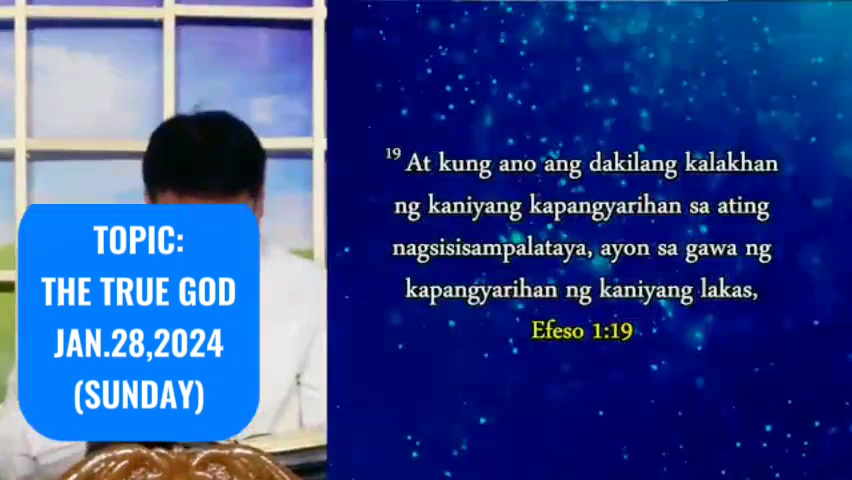 TOPIC:
THE TRUE GOD
JAN.28,2024
(SUNDAY)
19 At kung ano ang dakilang kalakhan
ng kaniyang kapangyarihan sa ating
nagsisisampalataya, ayon sa gawa ng
kapangyarihan ng kaniyang lakas,
Efeso 1:19